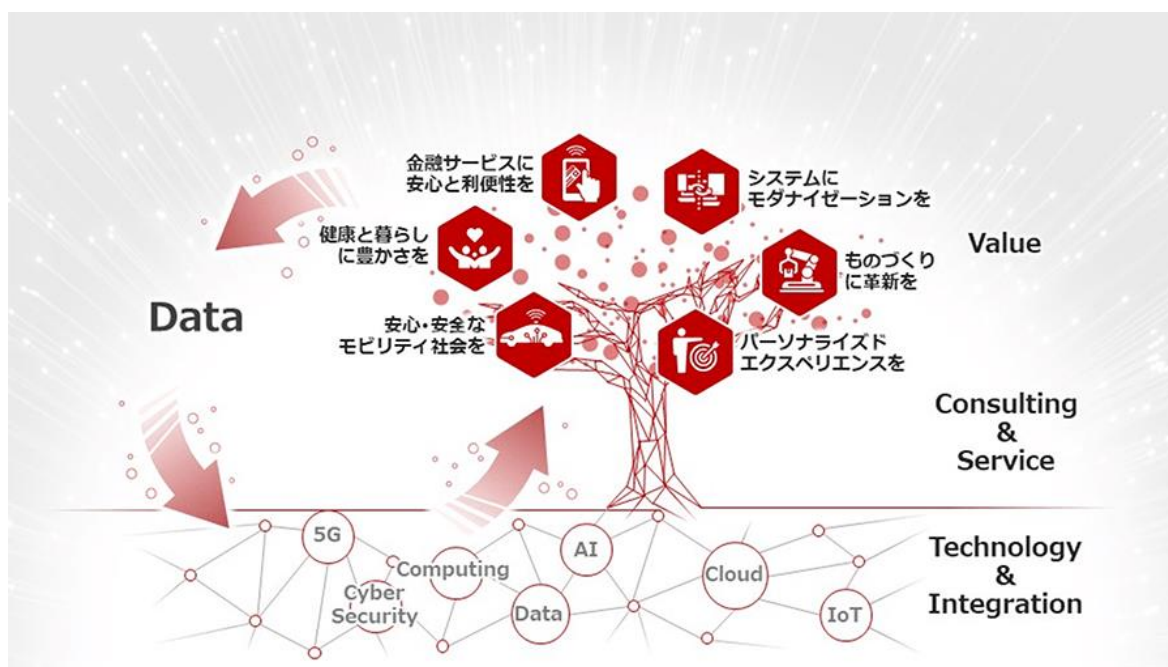 金融サービスに
安心と利便性を
システムに
モダナイゼーションを
健康と暮らし
に豊かさを
ものづくり
に革新を
Value
Data
安心・安全な
モビリティ社会を
パーソナライズド
エクスペリエンスを
Consulting
&
Service
5G
AI
Computing
Cloud
Cyber
Security
Data
IoT
Technology
&
Integration